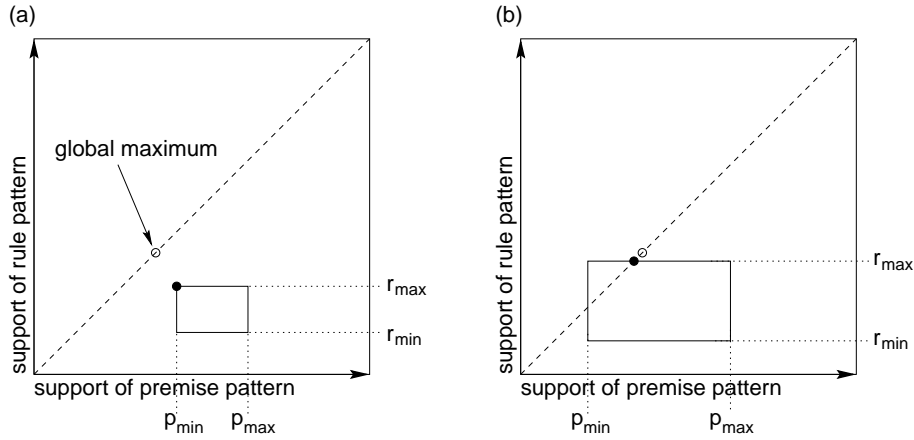 (a)
support of rule pattern
global maximum
r_max
r_min
support of premise pattern
p_min
p_max
(b)
support of rule pattern
r_max
r_min
support of premise pattern
p_min
p_max